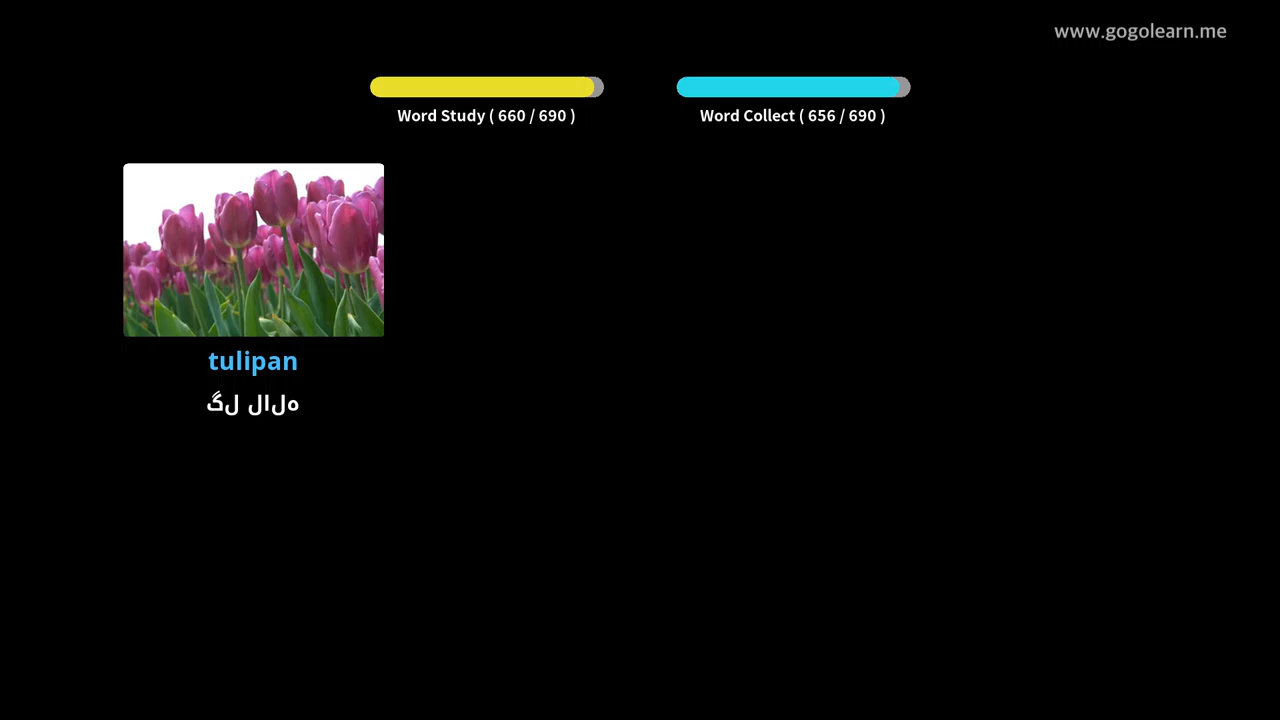 www.gogolearn.me
Word Study ( 660 / 690 )
Word Collect ( 656 / 690 )
tulipan
گل لاله